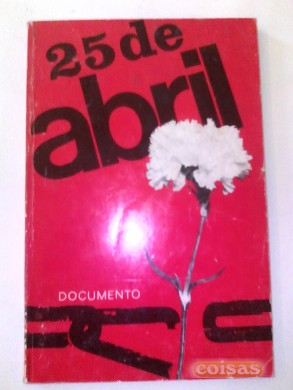 25 de
abril
DOCUMENTO
coisas